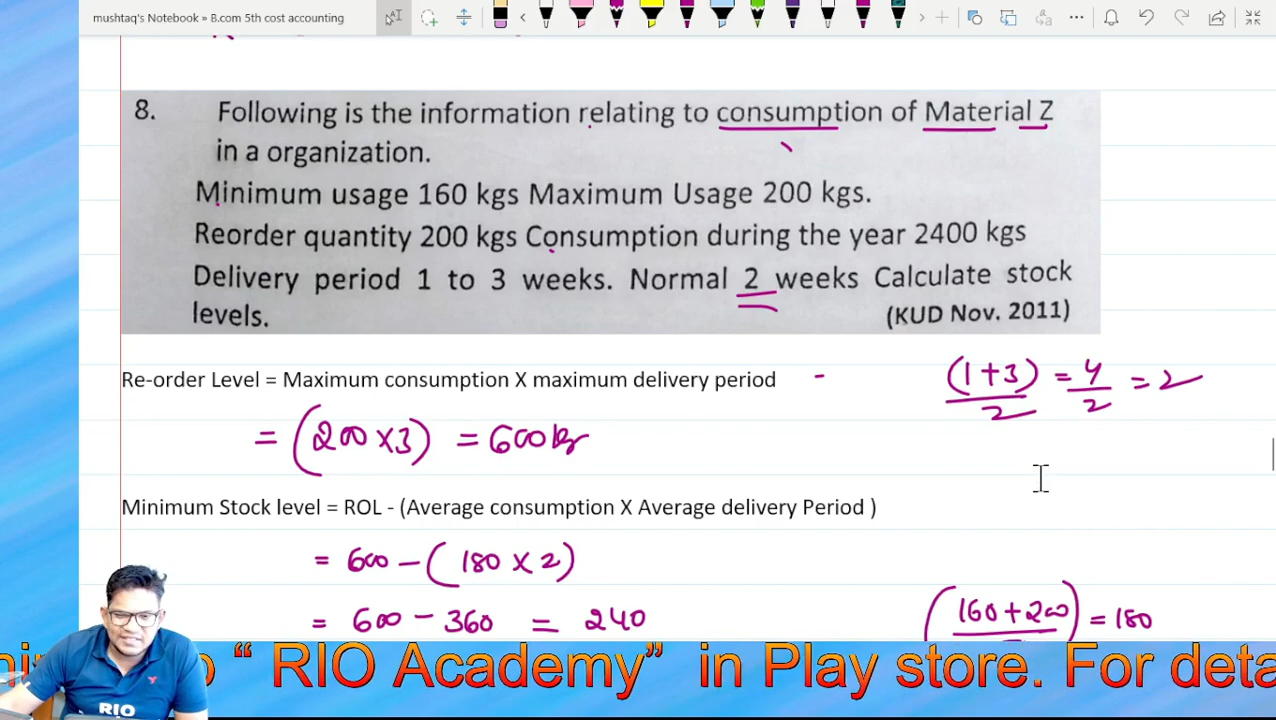 mushtaq's Notebook » B.com 5th cost accounting
8. Following is the information relating to consumption of Material Z
in a organization.
Minimum usage 160 kgs Maximum Usage 200 kgs.
Reorder quantity 200 kgs Consumption during the year 2400 kgs
Delivery period 1 to 3 weeks. Normal 2 weeks Calculate stock
levels. (KUD Nov. 2011)
Re-order Level = Maximum consumption X maximum delivery period -
(1+3)/2 = 4/2 = 2
= (200×3) = 600
Minimum Stock level = ROL - (Average consumption X Average delivery Period )
= 600 - (180 × 2)
= 600 - 360 = 240
(160+200) = 180
“ RIO Academy” in Play store. For deta
RIO